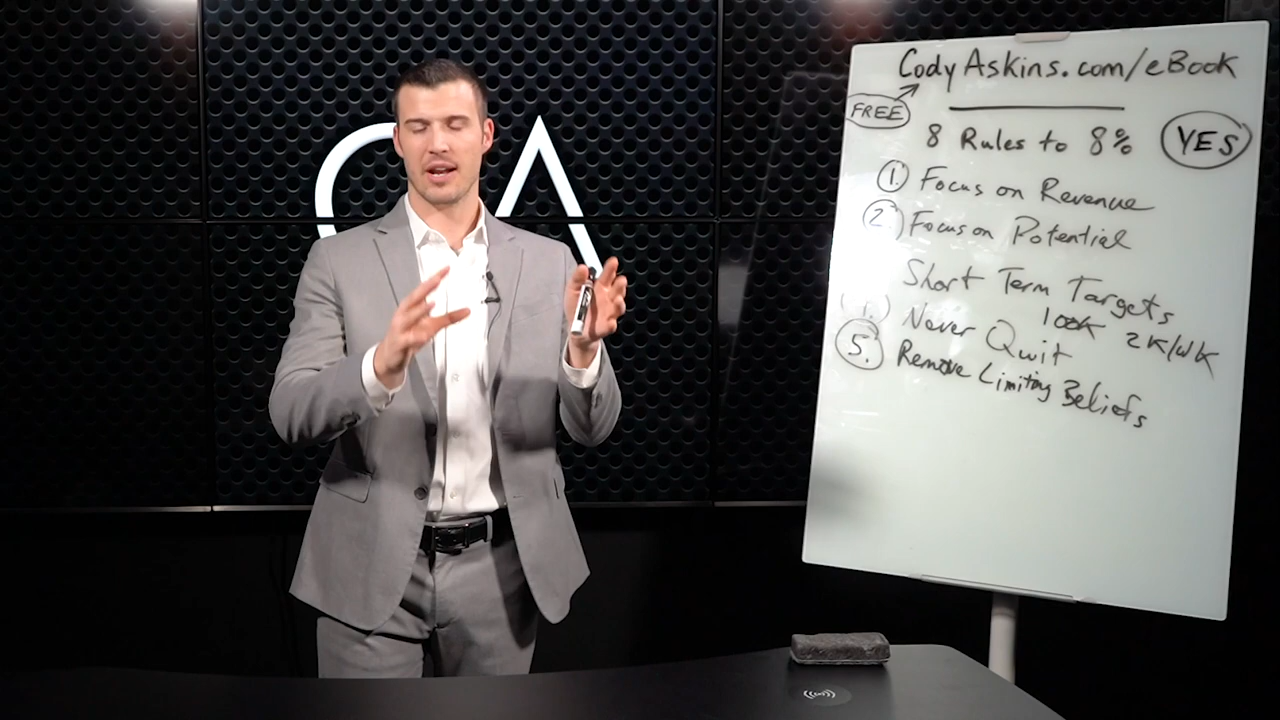 CA
CodyAskins.com/eBook
FREE
8 Rules to 8% YES
1. Focus on Revenue
2. Focus on Potential
Short Term Targets
100k 2K/WK
Never Quit
5. Remove Limiting Beliefs